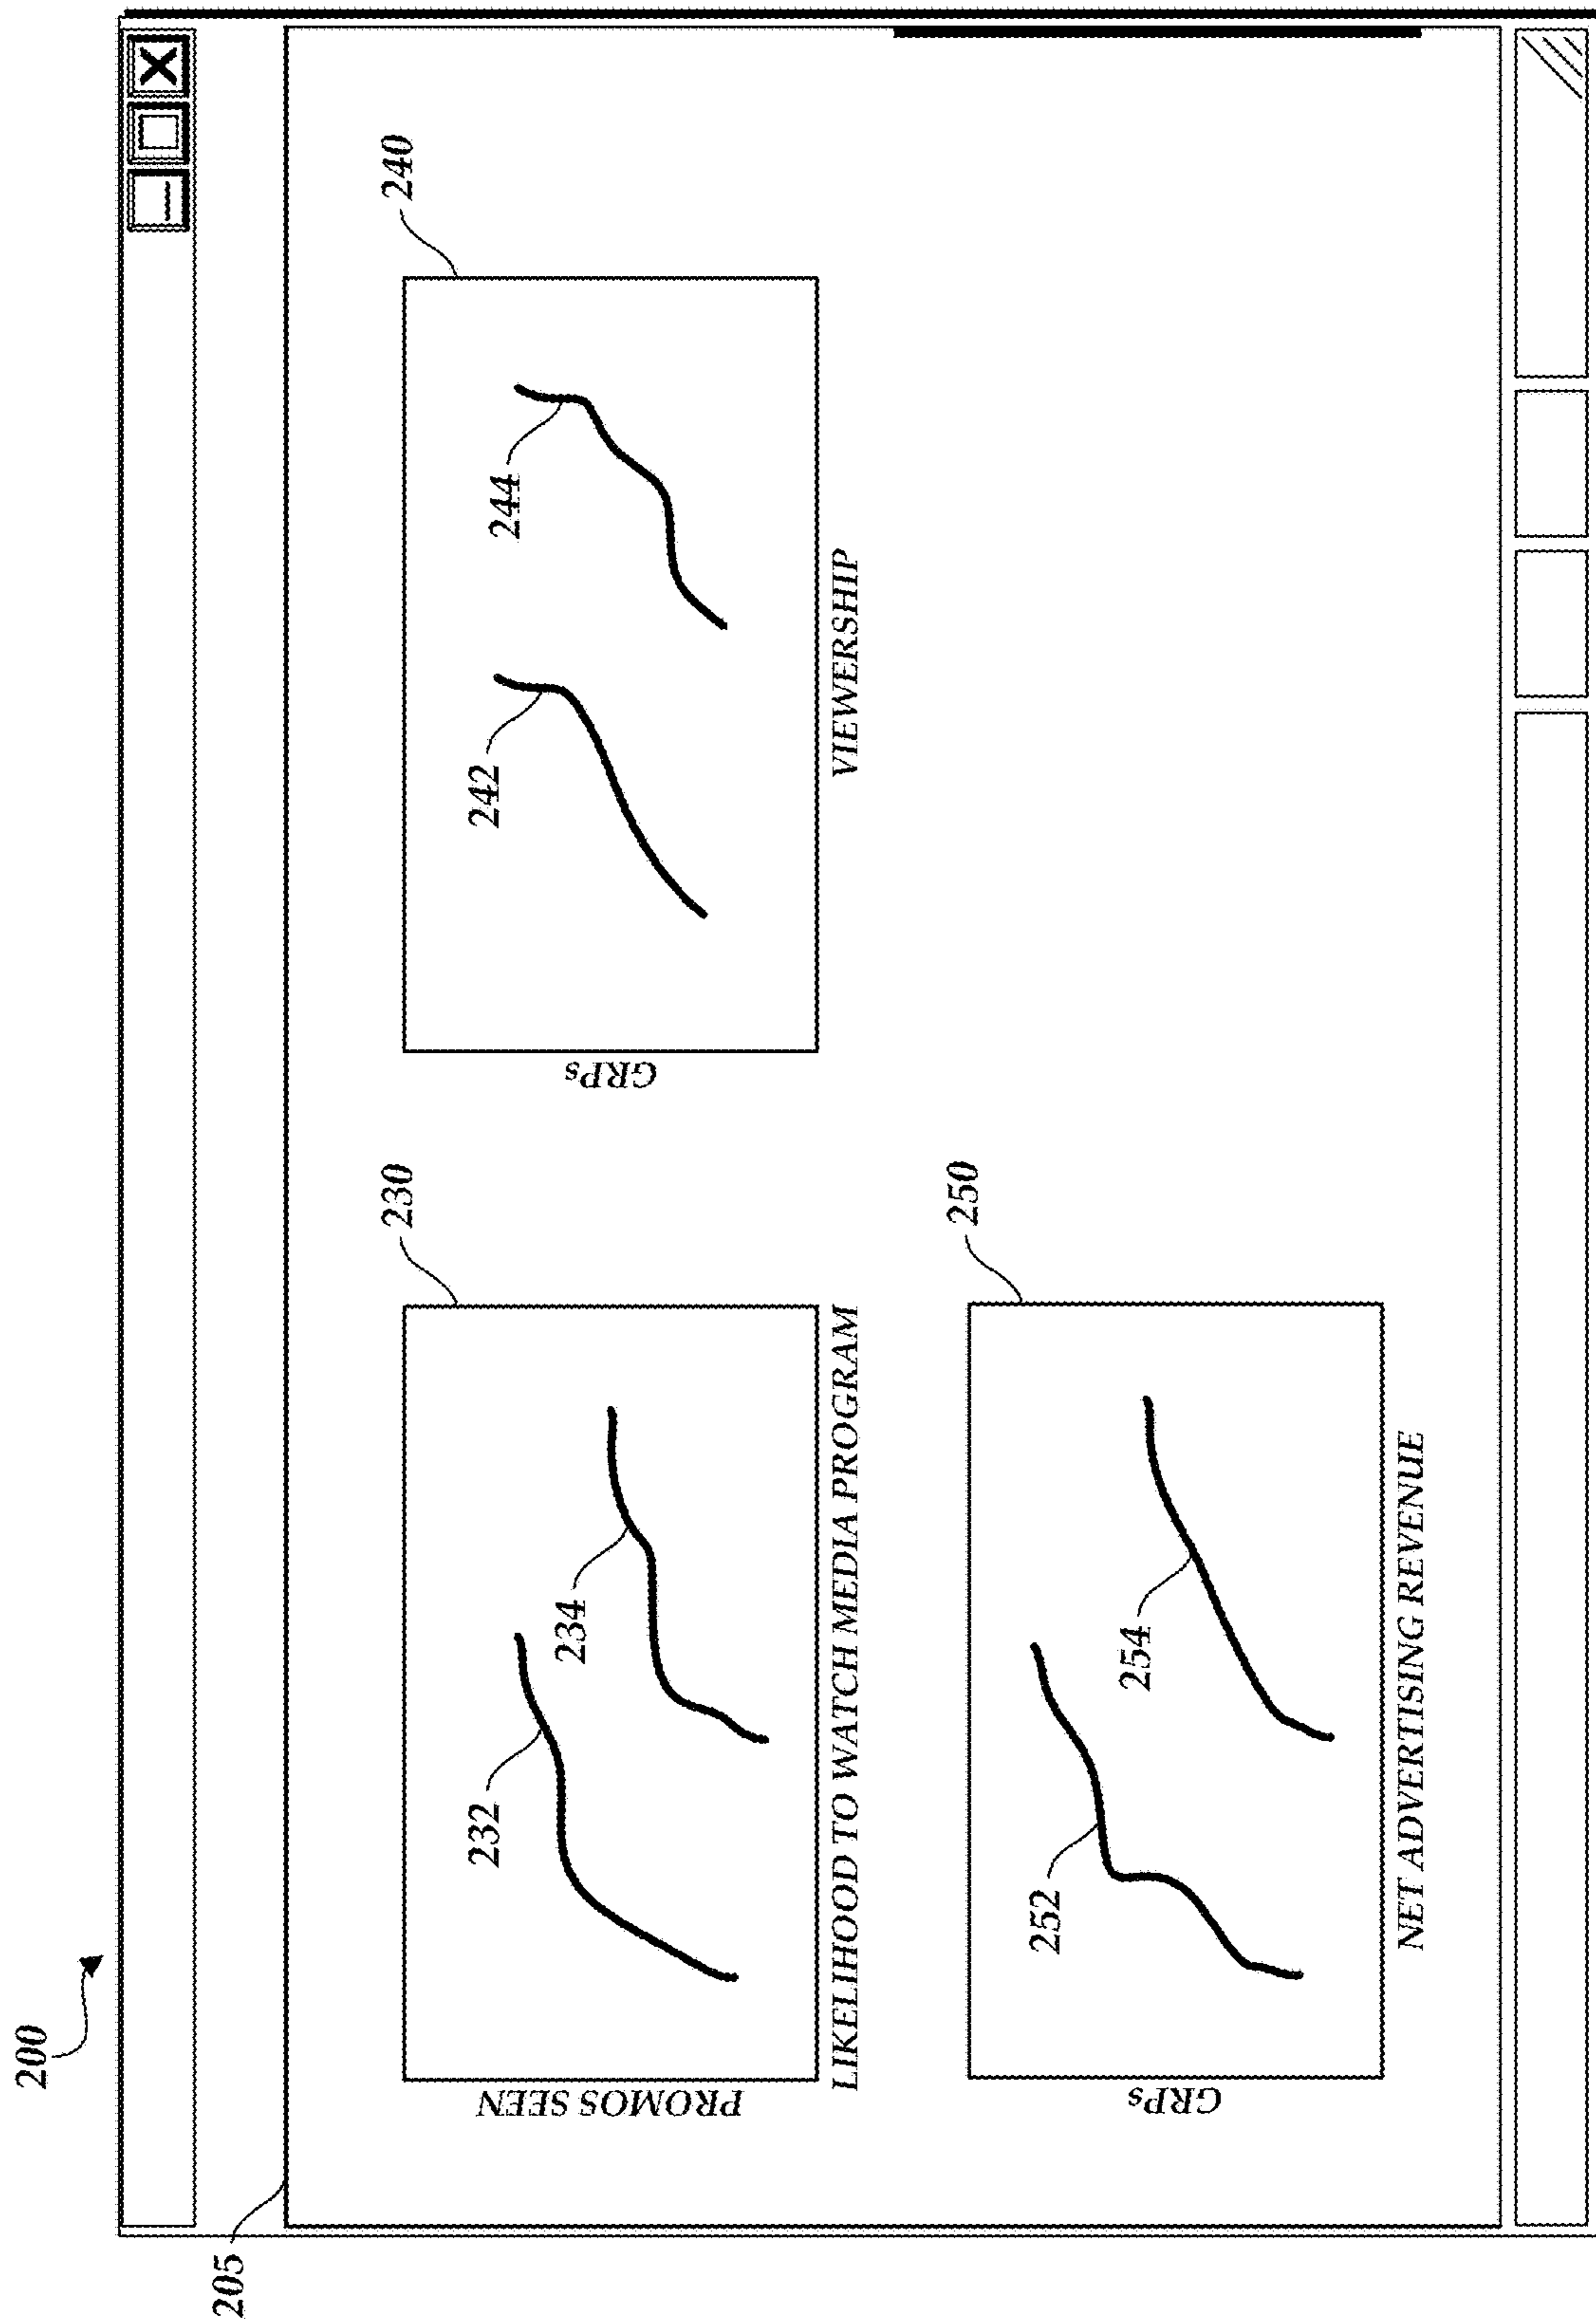 200
205
230
PROMOS SEEN
232
234
LIKELIHOOD TO WATCH MEDIA PROGRAM
240
GRPs
242
244
VIEWERSHIP
250
GRPs
252
254
NET ADVERTISING REVENUE